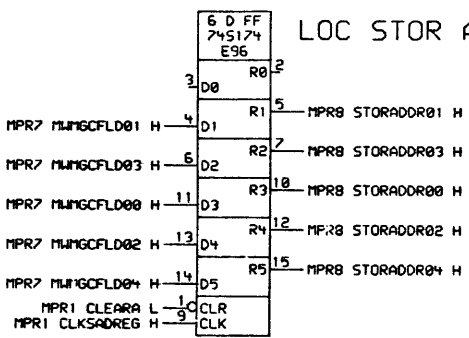 6 D FF
74S174
E96
LOC STOR A
3 D0 R0 2
MPR7 MWMGCFLD01 H 4 D1 R1 5 MPR8 STORADDR01 H
MPR7 MWMGCFLD03 H 6 D2 R2 7 MPR8 STORADDR03 H
MPR7 MWMGCFLD00 H 11 D3 R3 10 MPR8 STORADDR00 H
MPR7 MWMGCFLD02 H 13 D4 R4 12 MPR8 STORADDR02 H
MPR7 MWMGCFLD04 H 14 D5 R5 15 MPR8 STORADDR04 H
MPR1 CLEARA L 1 CLR
MPR1 CLKSADREG H 9 CLK